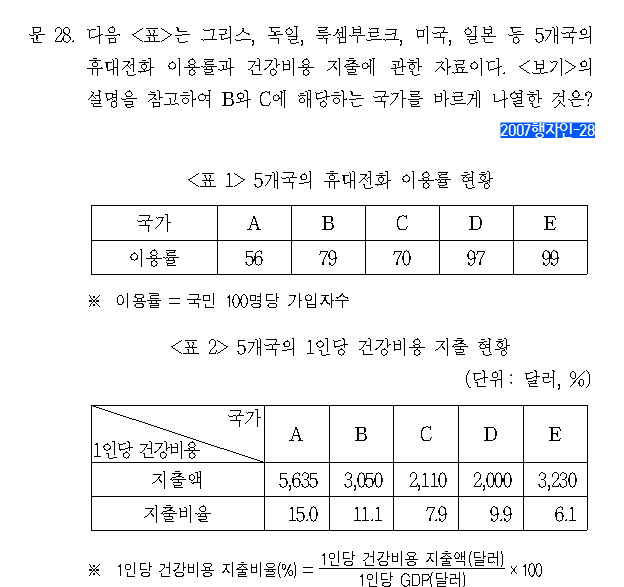 문 28. 다음 <표>는 그리스, 독일, 룩셈부르크, 미국, 일본 등 5개국의
휴대전화 이용률과 건강비용 지출에 관한 자료이다. <보기>의
설명을 참고하여 B와 C에 해당하는 국가를 바르게 나열한 것은?
2007행자인-28
<표 1> 5개국의 휴대전화 이용률 현황
국가 A B C D E
이용률 56 79 70 97 99
※ 이용률 = 국민 100명당 가입자수
<표 2> 5개국의 1인당 건강비용 지출 현황
(단위 : 달러, %)
국가
1인당 건강비용
A B C D E
지출액 5,635 3,050 2,110 2,000 3,230
지출비율 15.0 11.1 7.9 9.9 6.1
※ 1인당 건강비용 지출비율(%) = 1인당 건강비용 지출액(달러) × 100
1인당 GDP(달러)